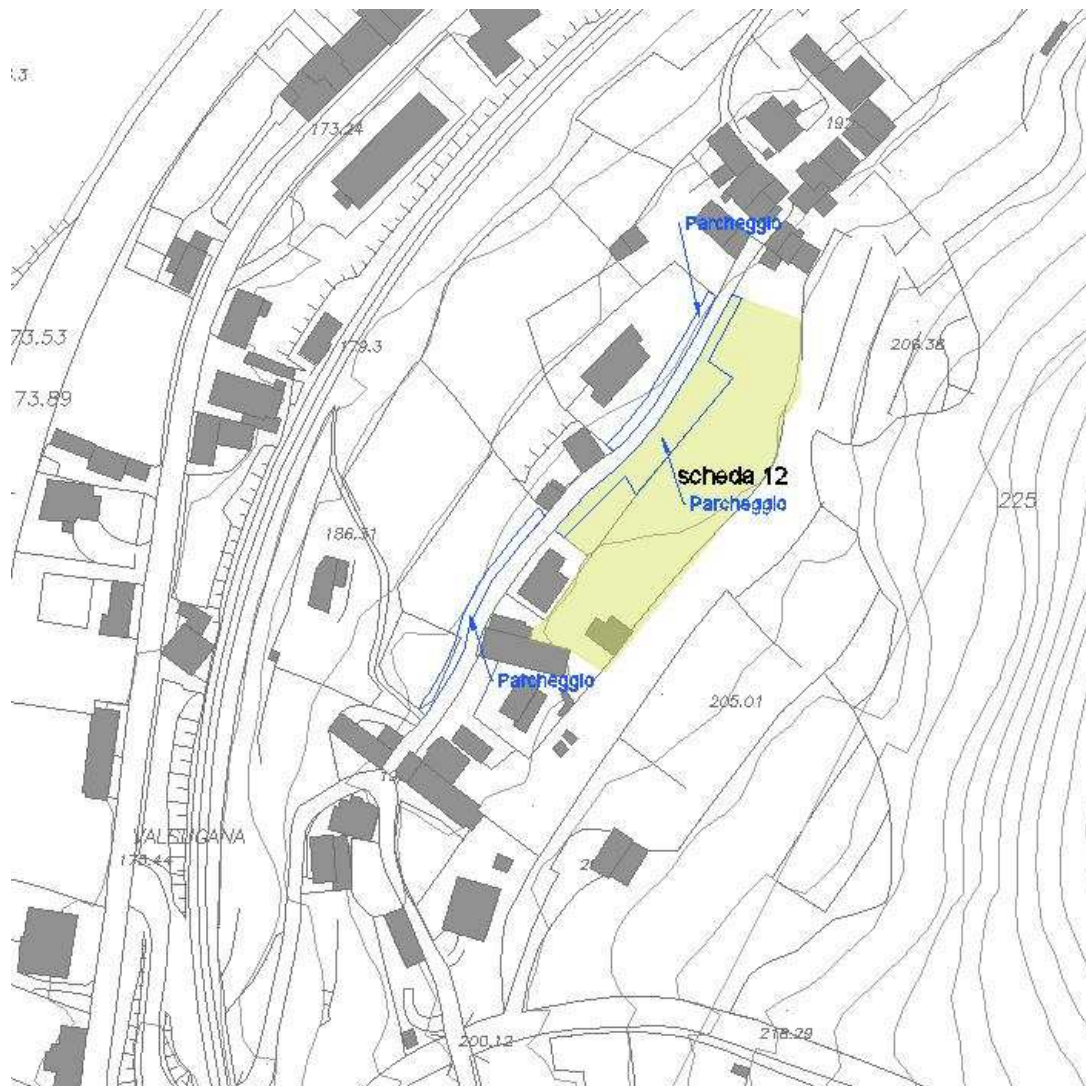 173.24
192
Parcheggio
73.53
179.3
206.38
73.89
scheda 12
Parcheggio
225
186.31
Parcheggio
205.01
VALSUGANA
200.12
218.29